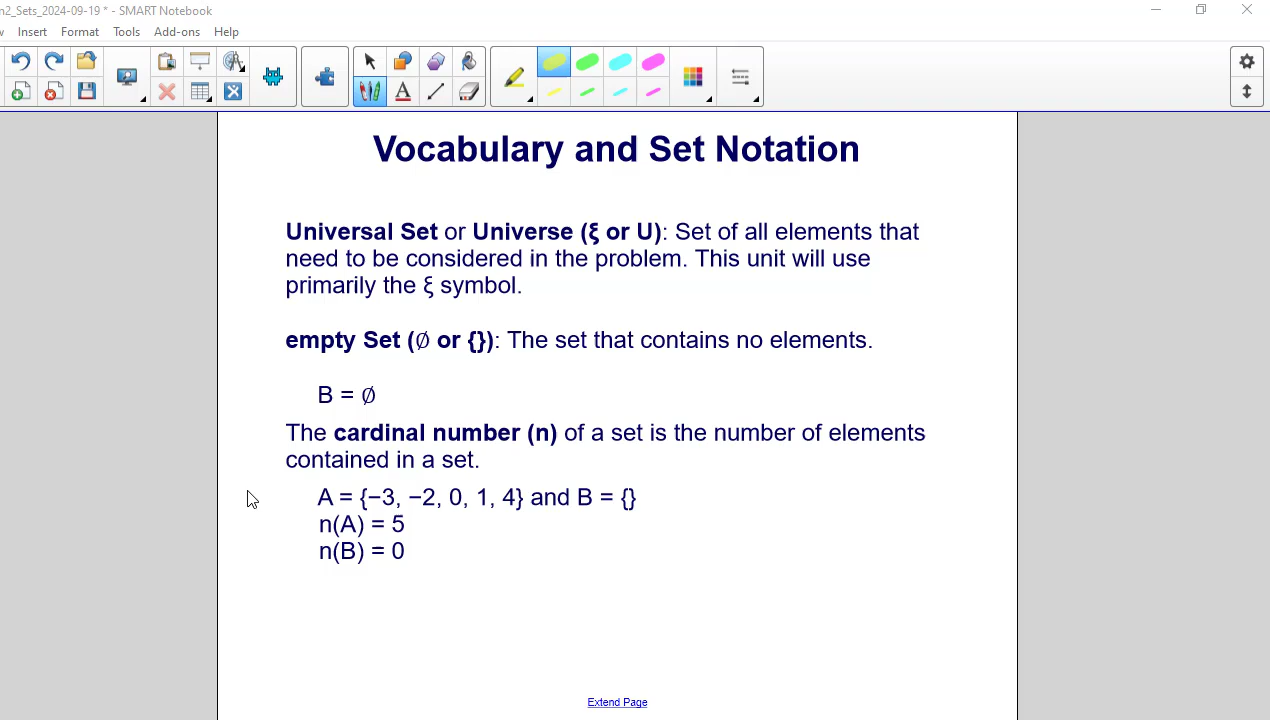 n2_Sets_2024-09-19 * - SMART Notebook
w Insert Format Tools Add-ons Help
Vocabulary and Set Notation
Universal Set or Universe (ξ or U): Set of all elements that
need to be considered in the problem. This unit will use
primarily the ξ symbol.
empty Set (∅ or {}): The set that contains no elements.
B = ∅
The cardinal number (n) of a set is the number of elements
contained in a set.
A = {−3, −2, 0, 1, 4} and B = {}
n(A) = 5
n(B) = 0
Extend Page